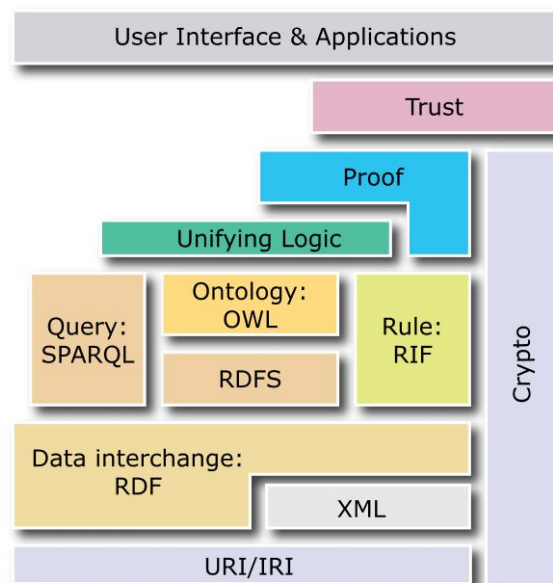 User Interface & Applications
Trust
Proof
Unifying Logic
Query:
SPARQL
Ontology:
OWL
RDFS
Rule:
RIF
Crypto
Data interchange:
RDF
XML
URI/IRI